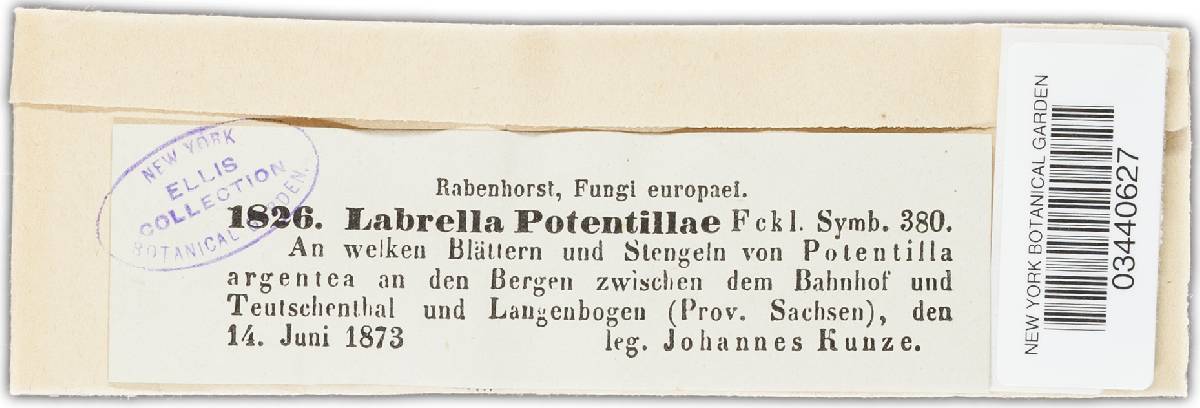 NEW YORK
ELLIS
COLLECTION
BOTANICAL GARDEN.
Rabenhorst, Fungi europaei.
1826. Labrella Potentillae Fckl. Symb. 380.
An welken Blättern und Stengeln von Potentilla
argentea an den Bergen zwischen dem Bahnhof und
Teutschenthal und Langenbogen (Prov. Sachsen), den
14. Juni 1873 leg. Johannes Kunze.
NEW YORK BOTANICAL GARDEN
03440627